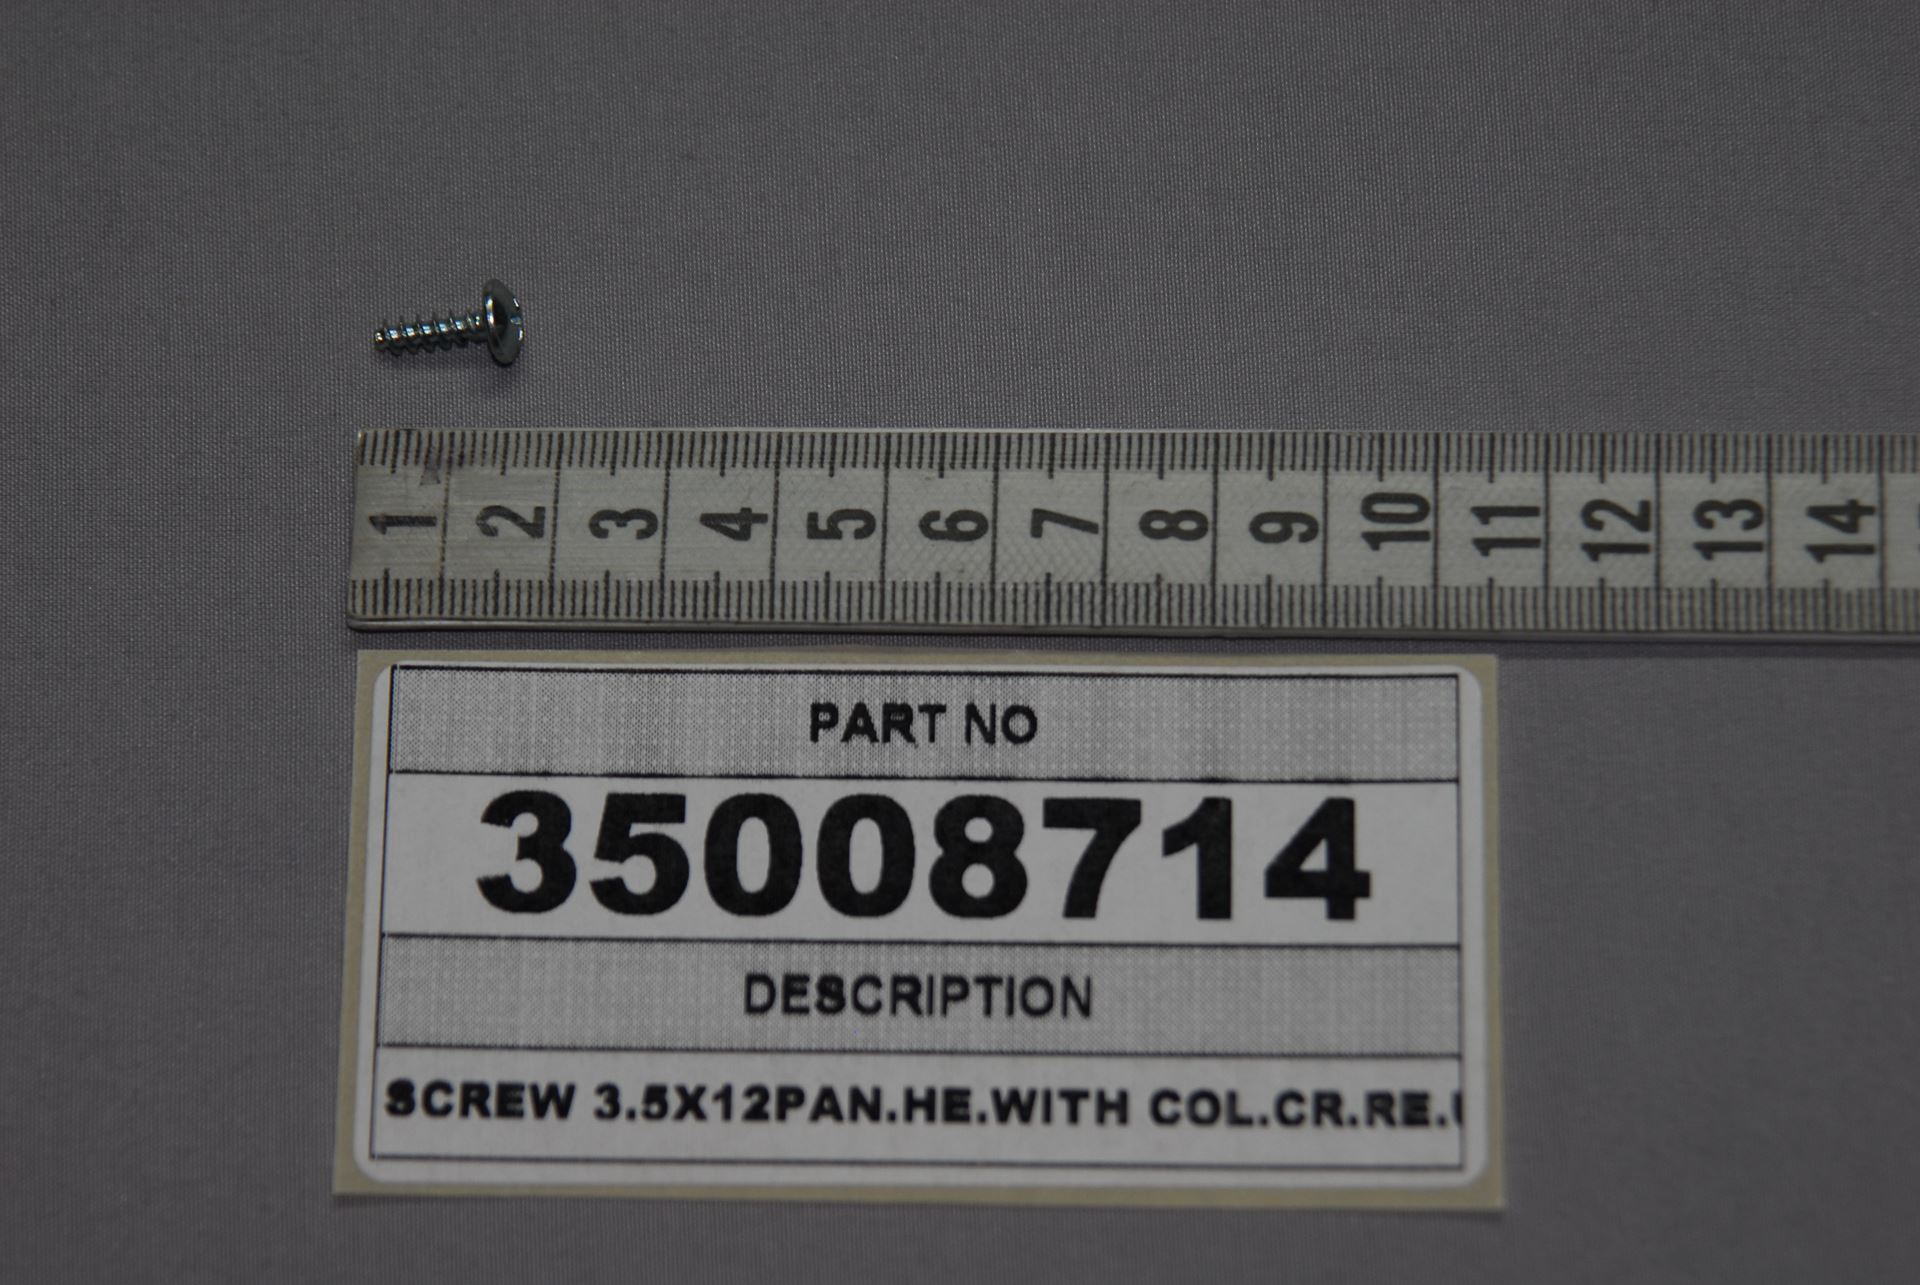 1 2 3 4 5 6 7 8 9 10 11 12 13 14
PART NO
35008714
DESCRIPTION
SCREW 3.5X12PAN.HE.WITH COL.CR.RE.